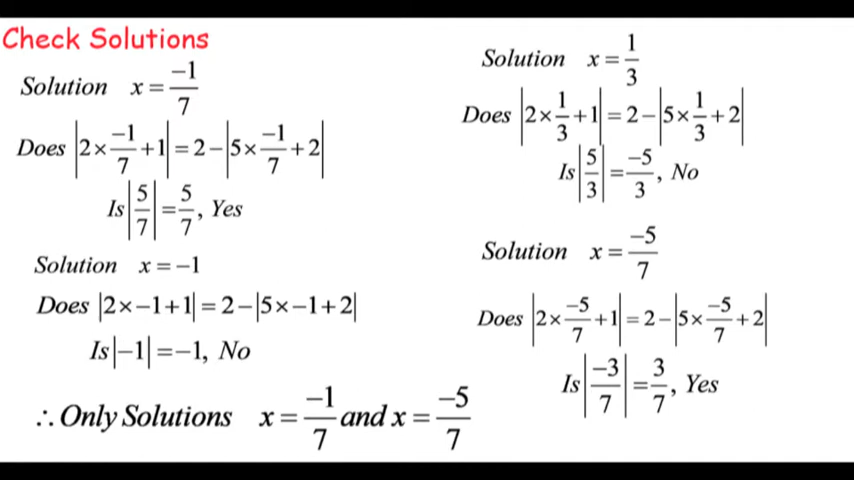 Check Solutions
Solution x = -1/7
Does |2 × -1/7 + 1| = 2 - |5 × -1/7 + 2|
Is |5/7| = 5/7, Yes
Solution x = -1
Does |2 × -1 + 1| = 2 - |5 × -1 + 2|
Is |-1| = -1, No
Solution x = 1/3
Does |2 × 1/3 + 1| = 2 - |5 × 1/3 + 2|
Is |5/3| = -5/3, No
Solution x = -5/7
Does |2 × -5/7 + 1| = 2 - |5 × -5/7 + 2|
Is |-3/7| = 3/7, Yes
∴ Only Solutions x = -1/7 and x = -5/7